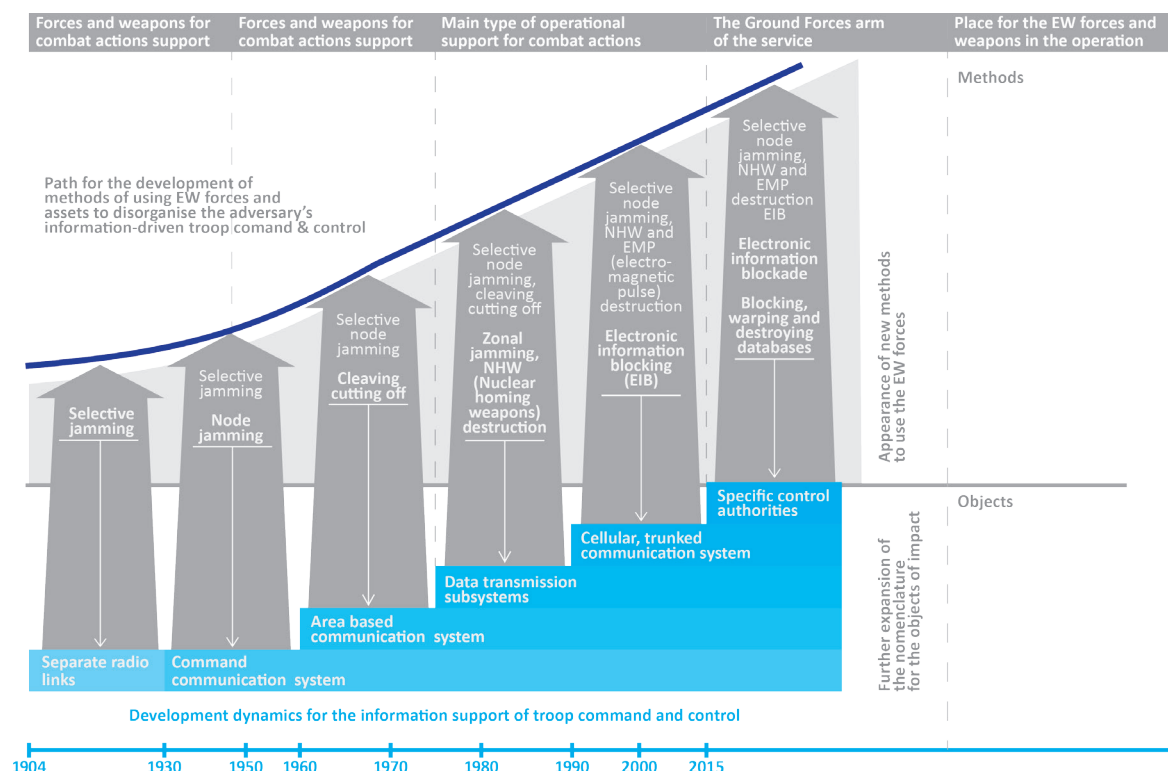 Forces and weapons for
combat actions support
Forces and weapons for
combat actions support
Main type of operational
support for combat actions
The Ground Forces arm
of the service
Place for the EW forces and
weapons in the operation
Methods
Path for the development of
methods of using EW forces and
assets to disorganise the adversary's
information-driven troop comand & control
Selective
jamming
Selective
jamming
Node
jamming
Selective
node
jamming
Cleaving
cutting off
Selective
node
jamming,
cleaving
cutting off
Zonal
jamming,
NHW
(Nuclear
homing
weapons)
destruction
Selective
node
jamming,
NHW and
EMP
(electro-
magnetic
pulse)
destruction
Electronic
information
blocking
(EIB)
Selective
node
jamming,
NHW and
EMP
destruction
EIB
Electronic
information
blockade
Blocking,
warping and
destroying
databases
Appearance of new methods
to use the EW forces
Objects
Specific control
authorities
Cellular, trunked
communication system
Data transmission
subsystems
Area based
communication system
Separate radio
links
Command
communication system
Further expansion of
the nomenclature
for the objects of impact
Development dynamics for the information support of troop command and control
1904 1930 1950 1960 1970 1980 1990 2000 2015